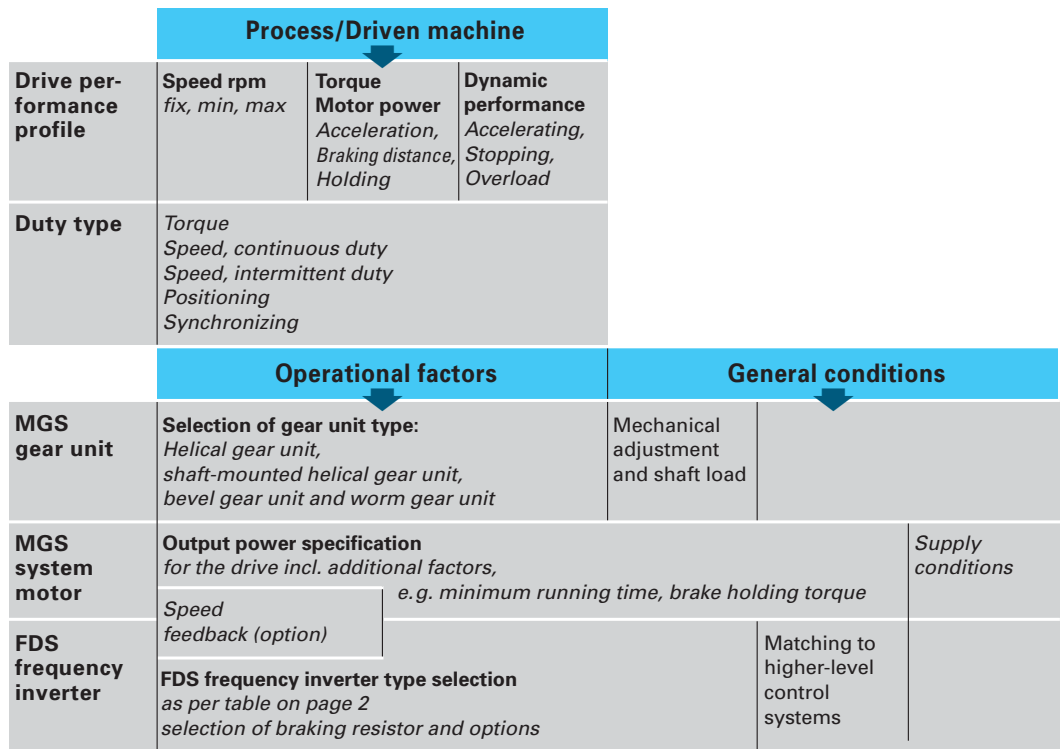 Process/Driven machine
Drive per-
formance
profile
Speed rpm
fix, min, max
Torque
Motor power
Acceleration,
Braking distance,
Holding
Dynamic
performance
Accelerating,
Stopping,
Overload
Duty type
Torque
Speed, continuous duty
Speed, intermittent duty
Positioning
Synchronizing
Operational factors
General conditions
MGS
gear unit
Selection of gear unit type:
Helical gear unit,
shaft-mounted helical gear unit,
bevel gear unit and worm gear unit
Mechanical
adjustment
and shaft load
MGS
system
motor
Output power specification
for the drive incl. additional factors,
e.g. minimum running time, brake holding torque
Supply
conditions
Speed
feedback (option)
FDS
frequency
inverter
FDS frequency inverter type selection
as per table on page 2
selection of braking resistor and options
Matching to
higher-level
control
systems